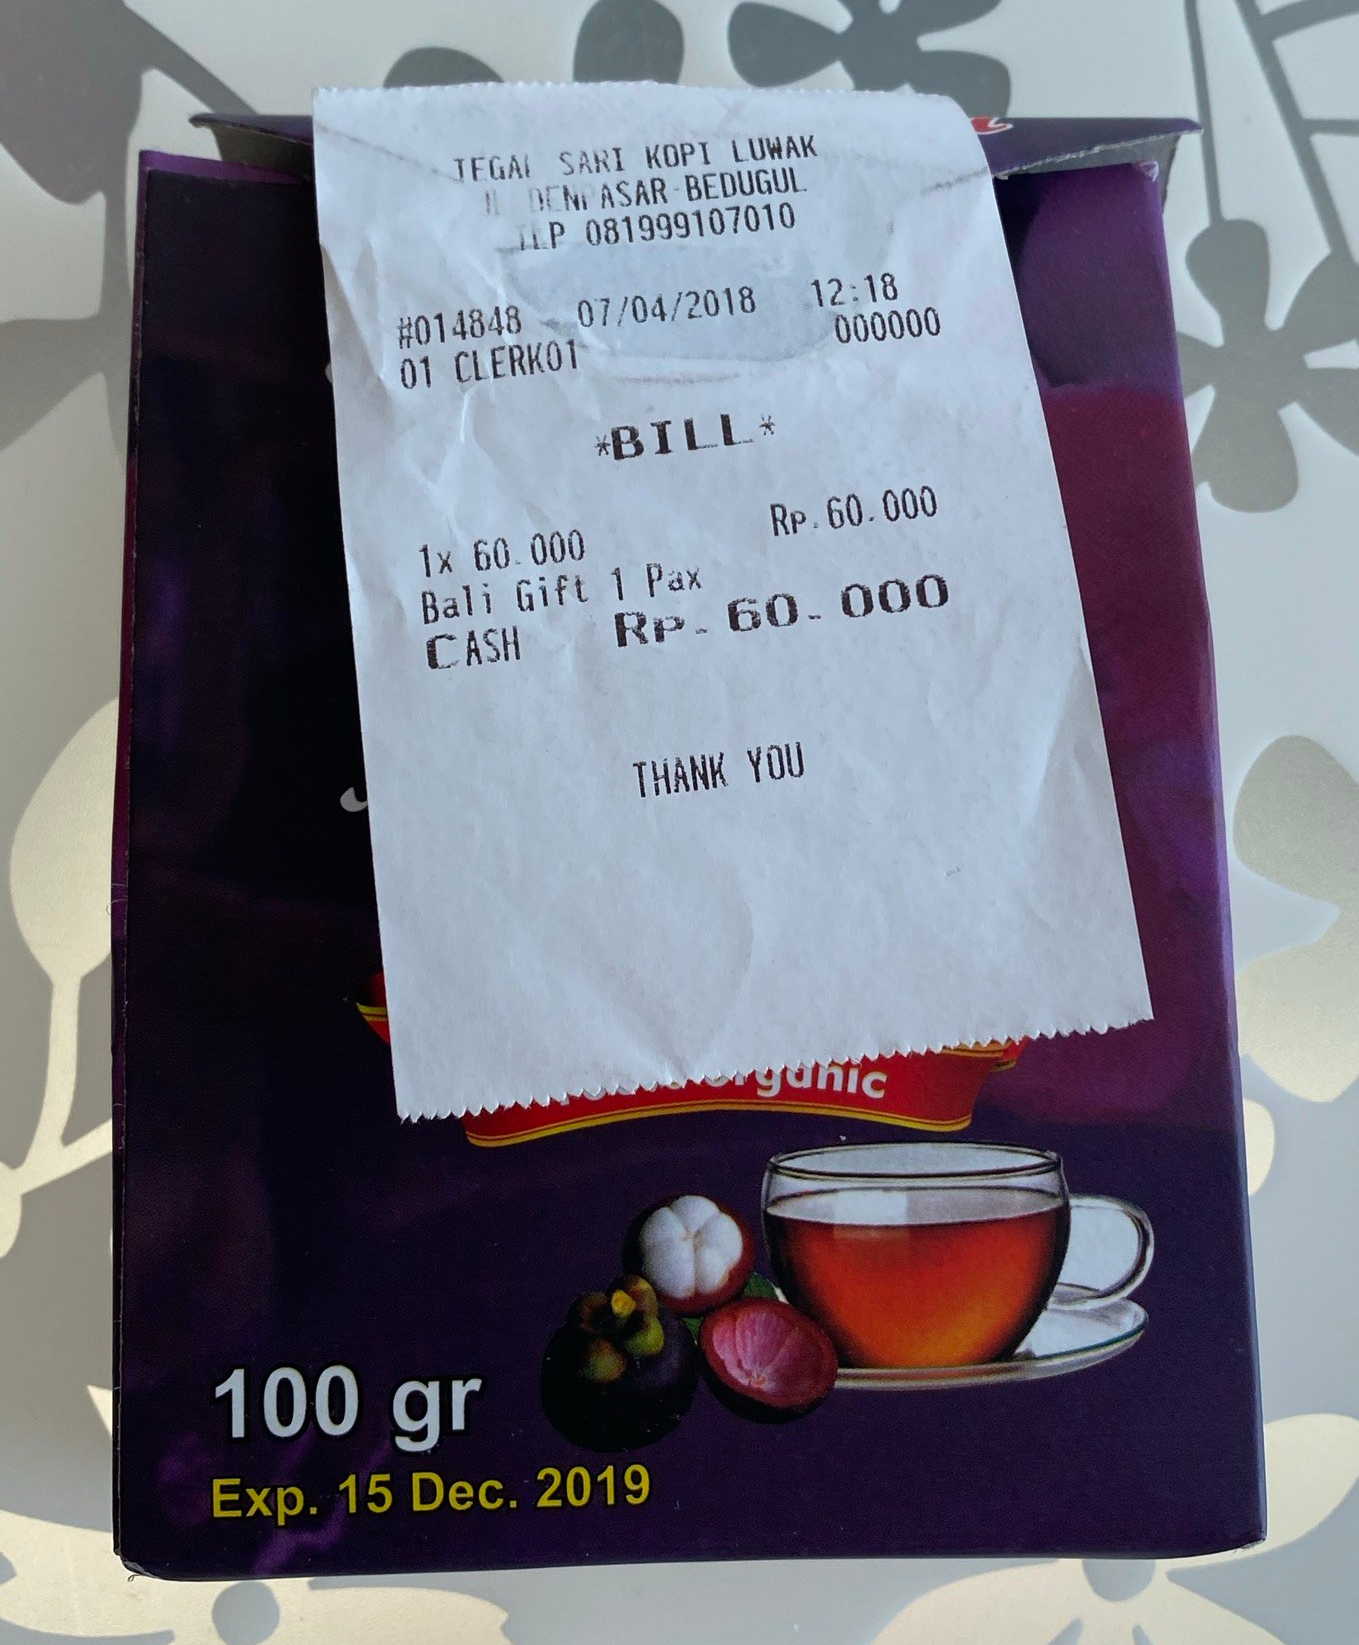 TEGAL SARI KOPI LUWAK
JL DENPASAR-BEDUGUL
TLP 081999107010
#014848 07/04/2018 12:18
01 CLERK01 000000
*BILL*
1x 60.000 Rp.60.000
Bali Gift 1 Pax
CASH Rp.60.000
THANK YOU
organic
100 gr
Exp. 15 Dec. 2019